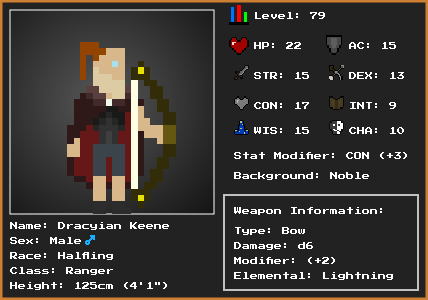 Level: 79
HP: 22 AC: 15
STR: 15 DEX: 13
CON: 17 INT: 9
WIS: 15 CHA: 10
Stat Modifier: CON (+3)
Background: Noble
Name: Dracyian Keene
Sex: Male ♂
Race: Halfling
Class: Ranger
Height: 125cm (4'1")
Weapon Information:
Type: Bow
Damage: d6
Modifier: (+2)
Elemental: Lightning